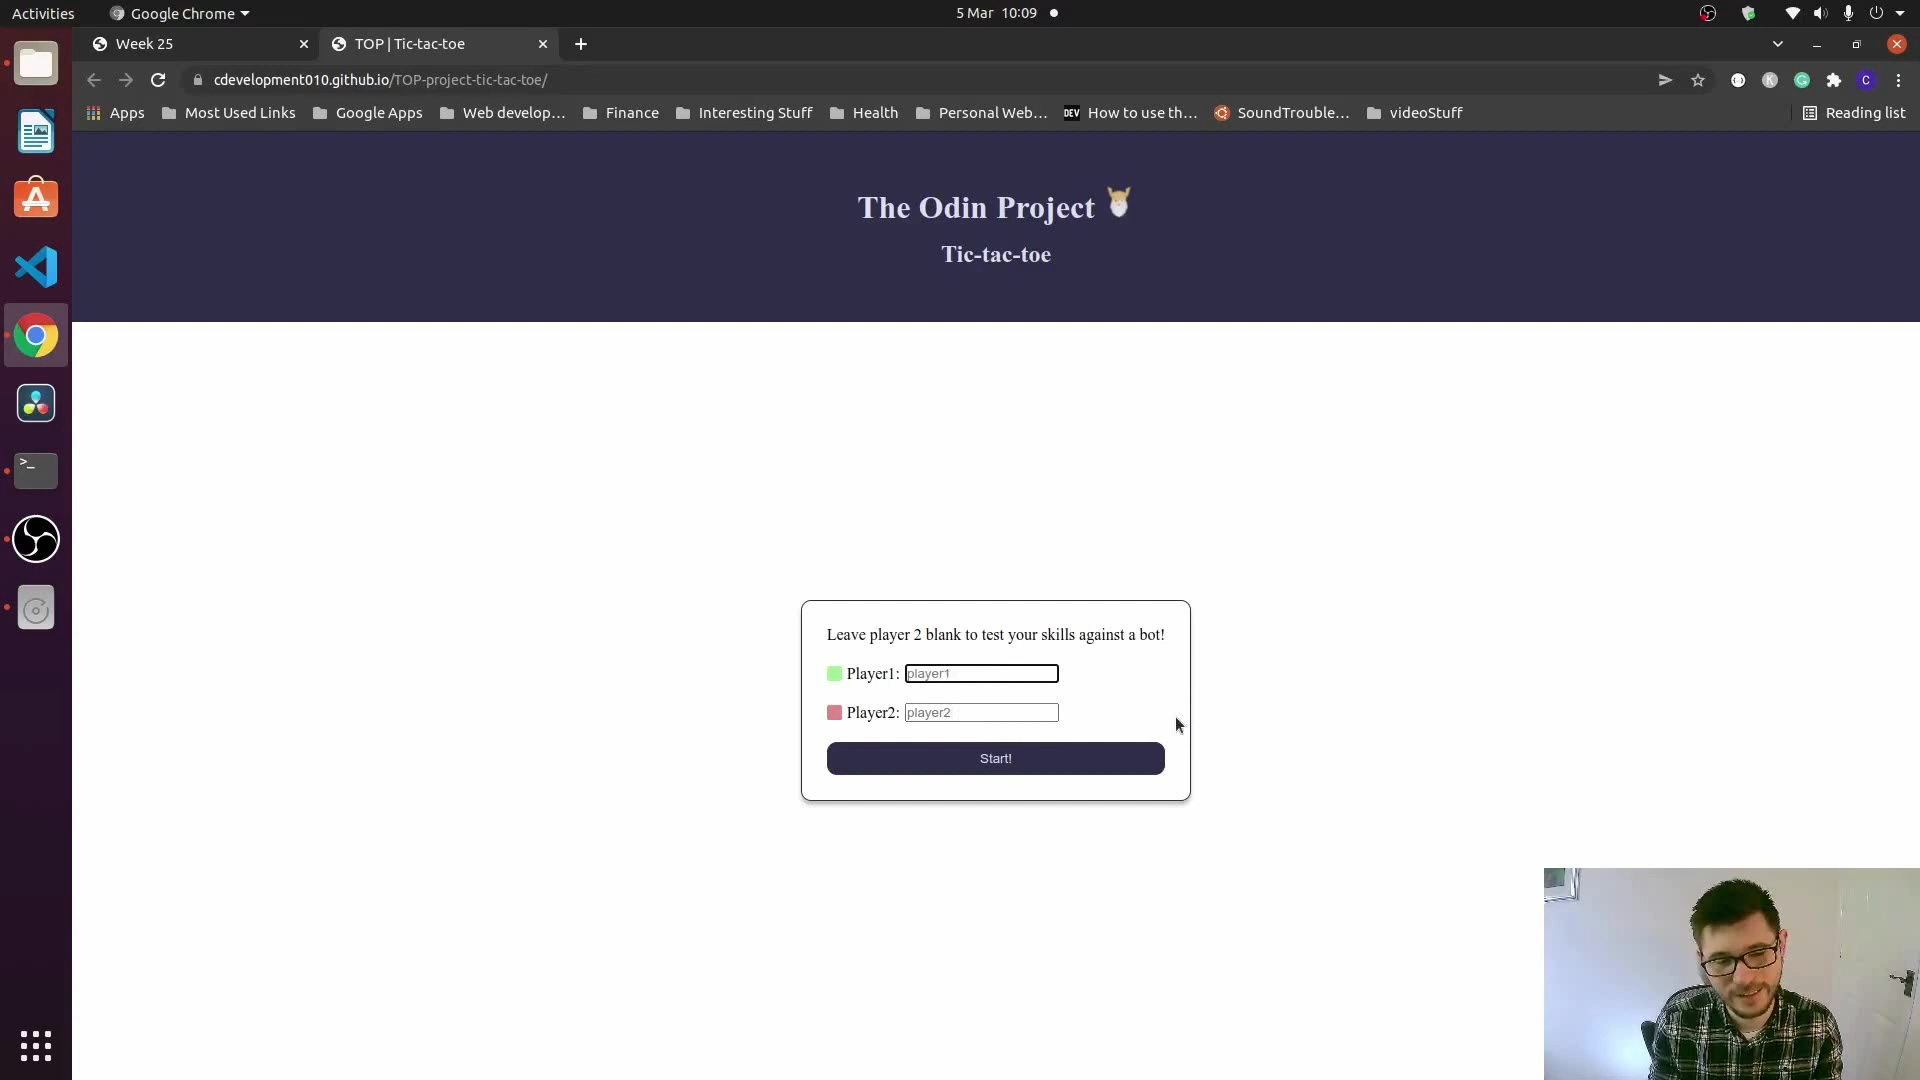 Activities
Google Chrome
5 Mar 10:09
Week 25
TOP | Tic-tac-toe
cdevelopment010.github.io/TOP-project-tic-tac-toe/
K
G
C
Apps
Most Used Links
Google Apps
Web develop...
Finance
Interesting Stuff
Health
Personal Web...
DEV
How to use th...
SoundTrouble...
videoStuff
Reading list
The Odin Project
Tic-tac-toe
Leave player 2 blank to test your skills against a bot!
Player1: player1
Player2: player2
Start!